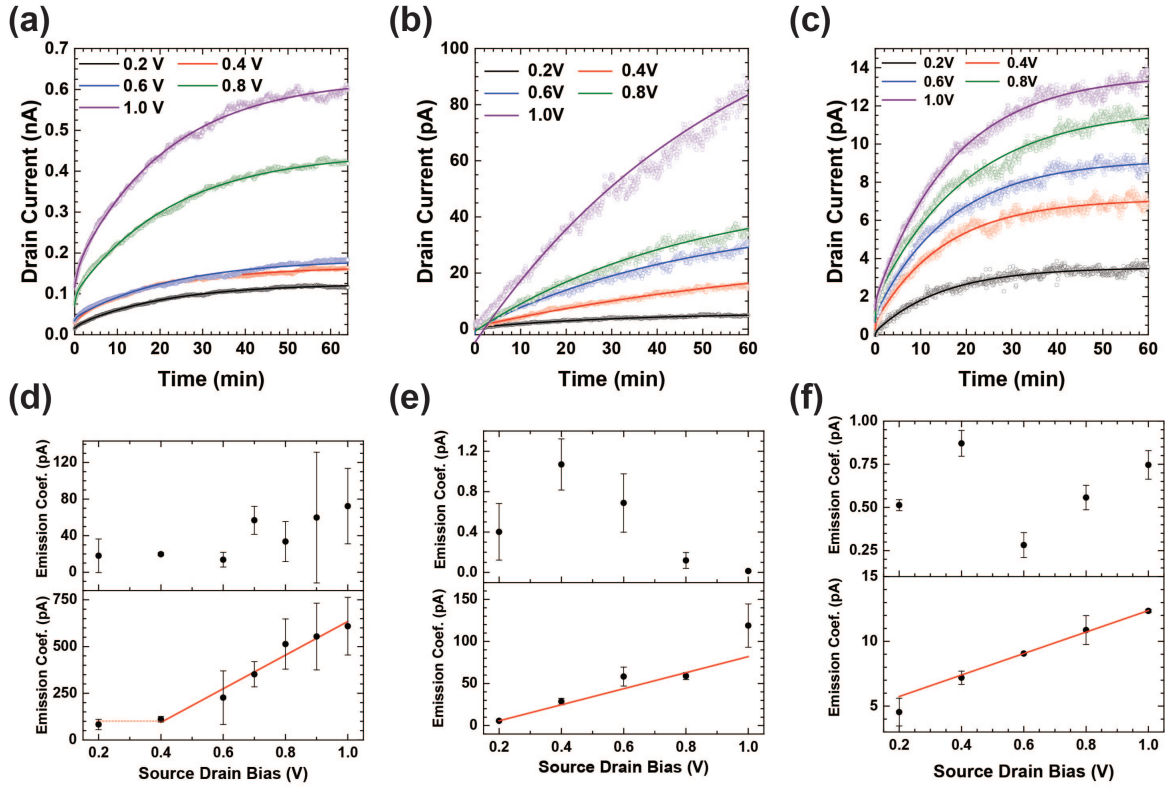 (a)
(b)
(c)
0.7
0.6
0.5
0.4
0.3
0.2
0.1
0.0
Drain Current (nA)
0.2 V
0.4 V
0.6 V
0.8 V
1.0 V
0 10 20 30 40 50 60
Time (min)
100
80
60
40
20
0
Drain Current (pA)
0.2V
0.4V
0.6V
0.8V
1.0V
0 10 20 30 40 50 60
Time (min)
14
12
10
8
6
4
2
0
Drain Current (pA)
0.2V
0.4V
0.6V
0.8V
1.0V
0 10 20 30 40 50 60
Time (min)
(d)
(e)
(f)
120
80
40
0
Emission Coef. (pA)
750
500
250
0
Emission Coef. (pA)
0.2 0.4 0.6 0.8 1.0
Source Drain Bias (V)
1.2
0.8
0.4
0.0
Emission Coef. (pA)
150
100
50
0
Emission Coef. (pA)
0.2 0.4 0.6 0.8 1.0
Source Drain Bias (V)
1.00
0.75
0.50
0.25
Emission Coef. (pA)
15
10
5
Emission Coef. (pA)
0.2 0.4 0.6 0.8 1.0
Source Drain Bias (V)